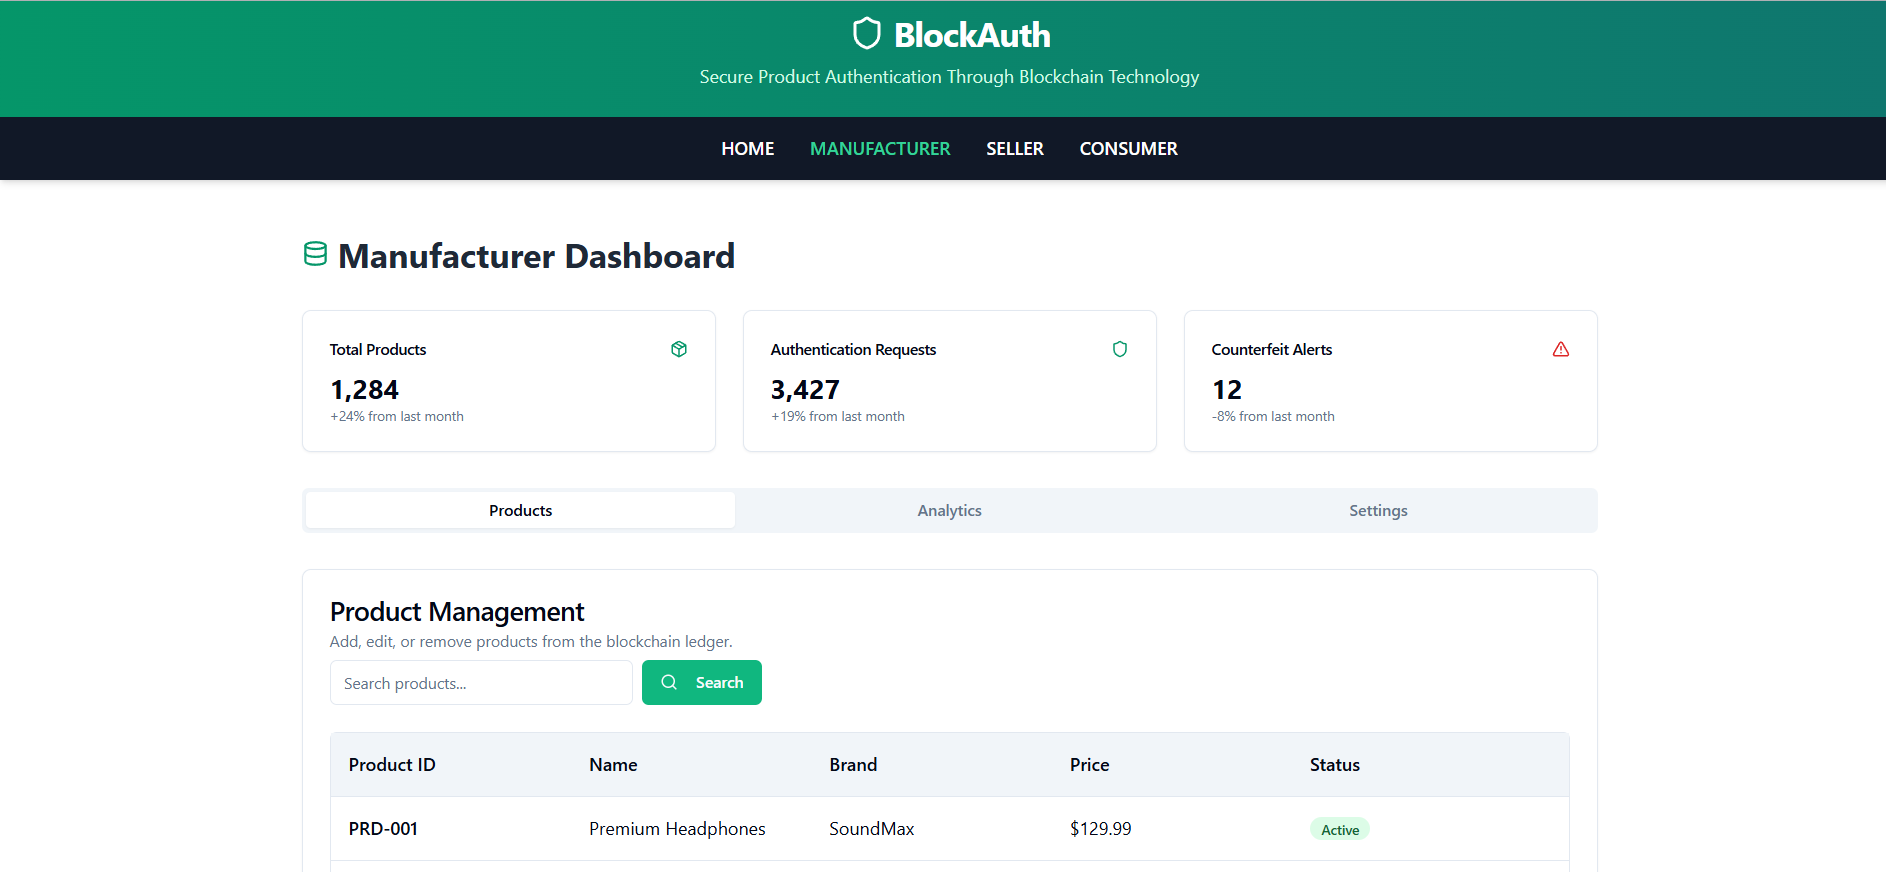 BlockAuth
Secure Product Authentication Through Blockchain Technology
HOME MANUFACTURER SELLER CONSUMER
Manufacturer Dashboard
Total Products
1,284
+24% from last month
Authentication Requests
3,427
+19% from last month
Counterfeit Alerts
12
-8% from last month
Products Analytics Settings
Product Management
Add, edit, or remove products from the blockchain ledger.
Search products... Search
Product ID Name Brand Price Status
PRD-001 Premium Headphones SoundMax $129.99 Active